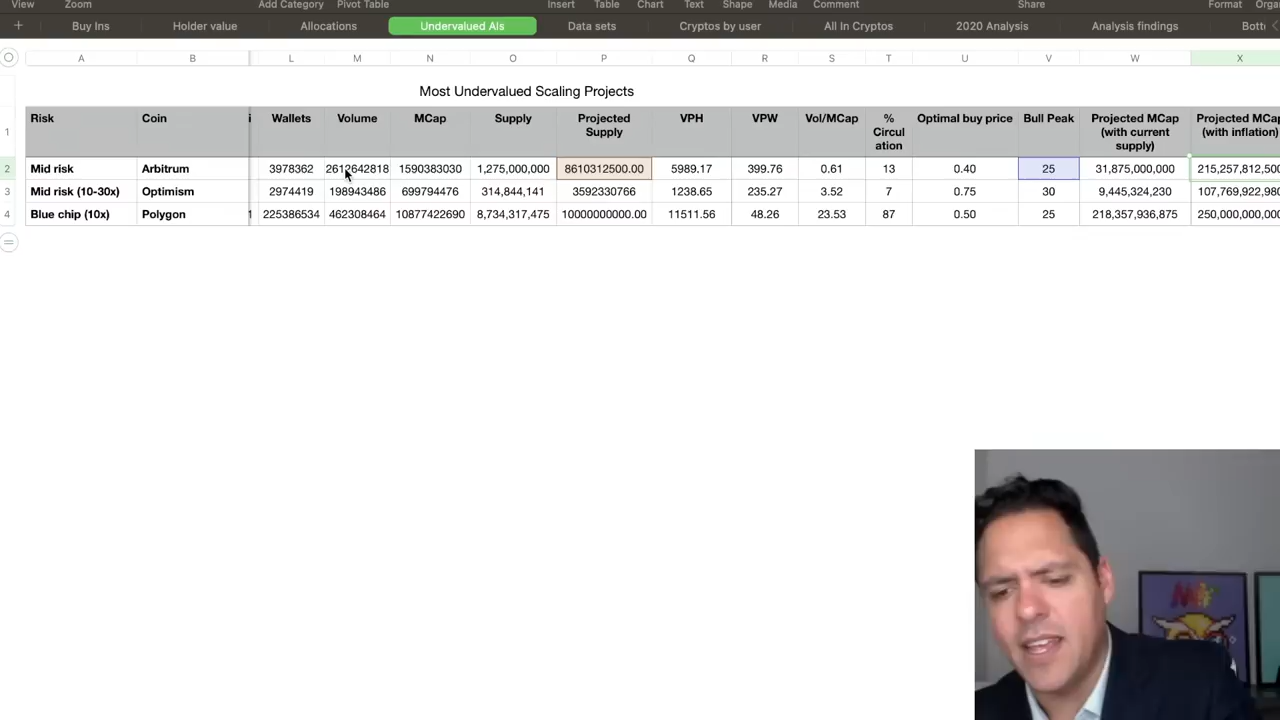 View Zoom Add Category Pivot Table Insert Table Chart Text Shape Media Comment Share Format
+ Buy Ins Holder value Allocations Undervalued AIs Data sets Cryptos by user All In Cryptos 2020 Analysis Analysis findings
A B L M N O P Q R S T U V W X
Most Undervalued Scaling Projects
Risk Coin Wallets Volume MCap Supply Projected Supply VPH VPW Vol/MCap % Circul ation Optimal buy price Bull Peak Projected MCap (with current supply) Projected MCap (with inflation)
1
2 Mid risk Arbitrum 3978362 2612642818 1590383030 1,275,000,000 8610312500.00 5989.17 399.76 0.61 13 0.40 25 31,875,000,000 215,257,812,500
3 Mid risk (10-30x) Optimism 2974419 198943486 699794476 314,844,141 3592330766 1238.65 235.27 3.52 7 0.75 30 9,445,324,230 107,769,922,980
4 Blue chip (10x) Polygon 1 225386534 462308464 10877422690 8,734,317,475 10000000000.00 11511.56 48.26 23.53 87 0.50 25 218,357,936,875 250,000,000,000